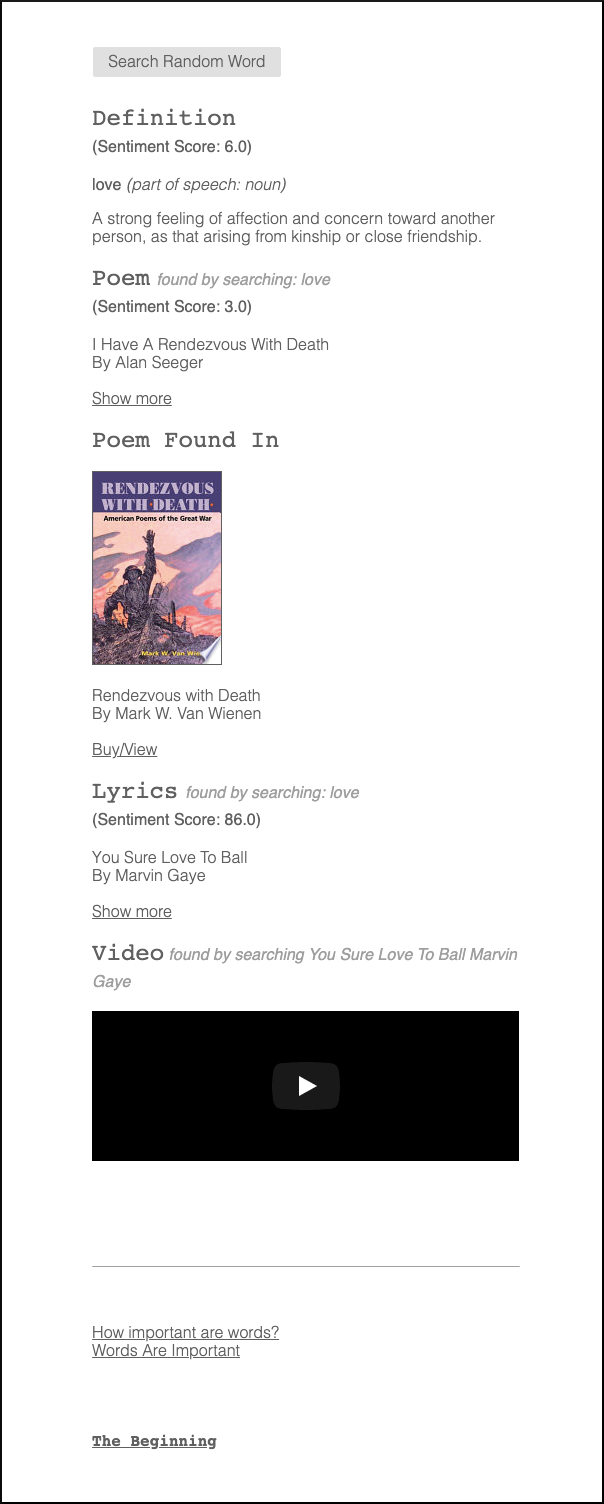 Search Random Word
Definition
(Sentiment Score: 6.0)
love (part of speech: noun)
A strong feeling of affection and concern toward another
person, as that arising from kinship or close friendship.
Poem found by searching: love
(Sentiment Score: 3.0)
I Have A Rendezvous With Death
By Alan Seeger
Show more
Poem Found In
RENDEZVOUS
WITH DEATH
American Poems of the Great War
Mark W. Van Wie
Rendezvous with Death
By Mark W. Van Wienen
Buy/View
Lyrics found by searching: love
(Sentiment Score: 86.0)
You Sure Love To Ball
By Marvin Gaye
Show more
Video found by searching You Sure Love To Ball Marvin
Gaye
How important are words?
Words Are Important
The Beginning